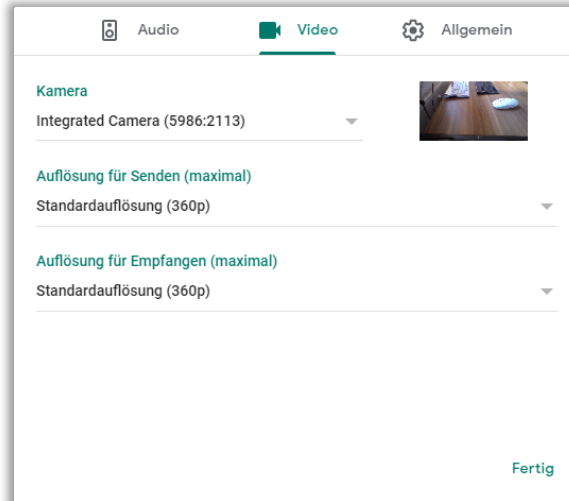 Audio
Video
Allgemein
Kamera
Integrated Camera (5986:2113)
Auflösung für Senden (maximal)
Standardauflösung (360p)
Auflösung für Empfangen (maximal)
Standardauflösung (360p)
Fertig